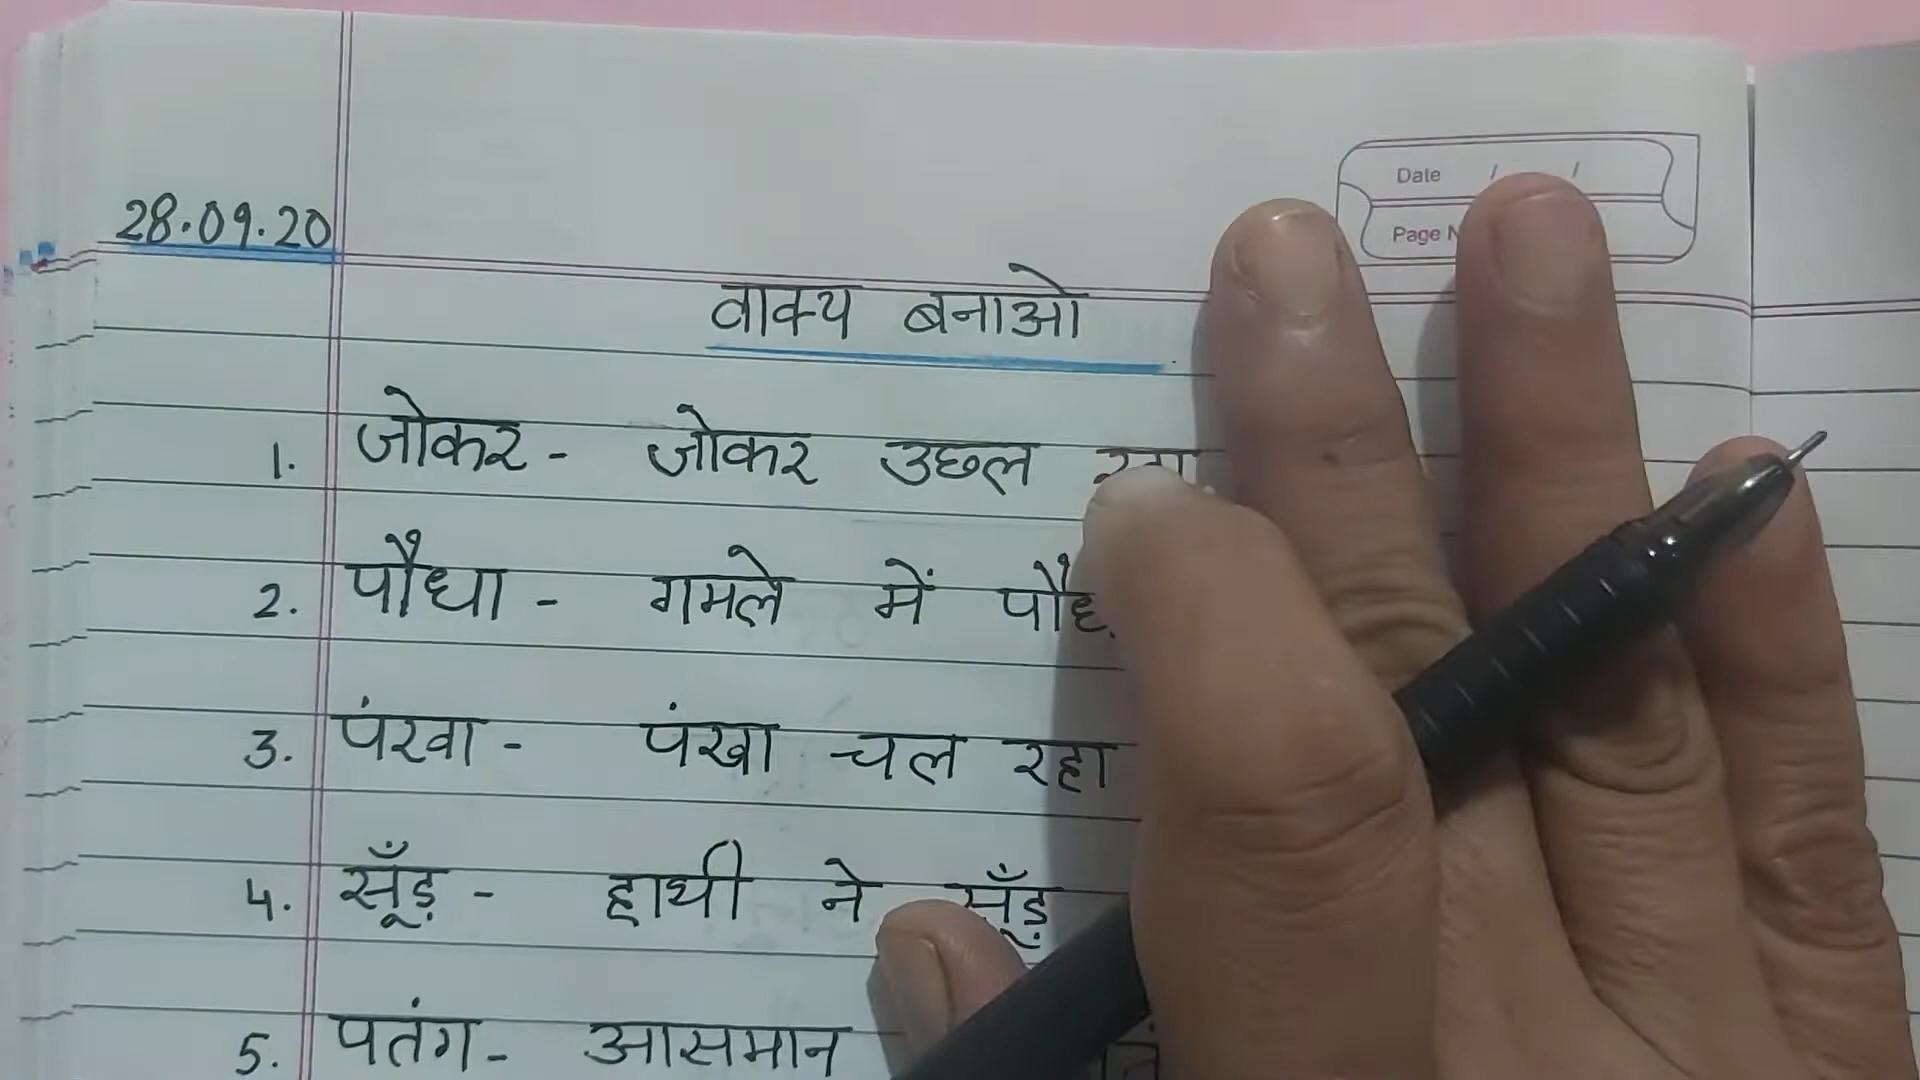 Date / /
Page
28.09.20
वाक्य बनाओ
1. जोकर - जोकर उछल
2. पौधा - गमले में
3. पंखा - पंखा चल रहा
4. सूँड़ - हाथी ने सूँड़
5. पतंग - आसमान